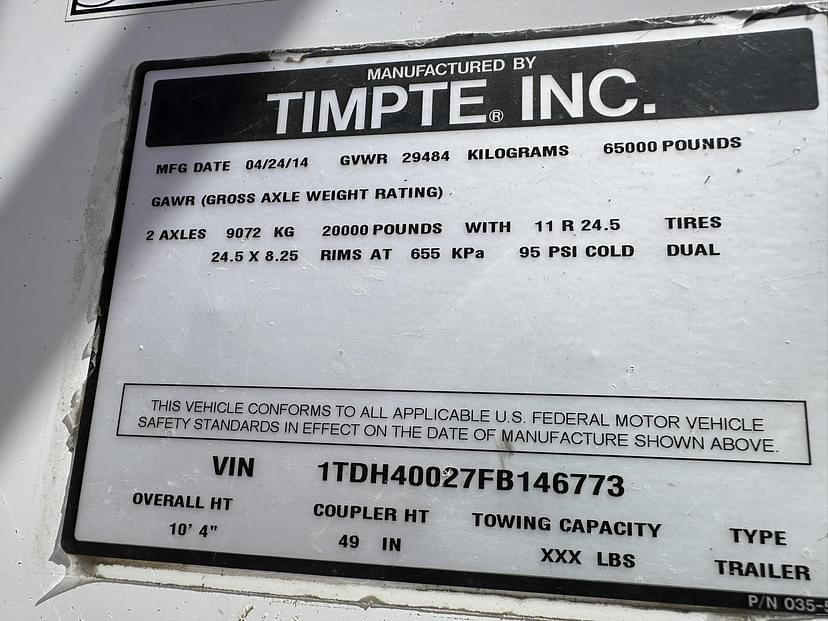 MANUFACTURED BY
TIMPTE® INC.
MFG DATE 04/24/14 GVWR 29484 KILOGRAMS 65000 POUNDS
GAWR (GROSS AXLE WEIGHT RATING)
2 AXLES 9072 KG 20000 POUNDS WITH 11 R 24.5 TIRES
24.5 X 8.25 RIMS AT 655 KPa 95 PSI COLD DUAL
THIS VEHICLE CONFORMS TO ALL APPLICABLE U.S. FEDERAL MOTOR VEHICLE
SAFETY STANDARDS IN EFFECT ON THE DATE OF MANUFACTURE SHOWN ABOVE.
VIN 1TDH40027FB146773
OVERALL HT COUPLER HT TOWING CAPACITY TYPE
10' 4" 49 IN XXX LBS TRAILER
P/N 035-